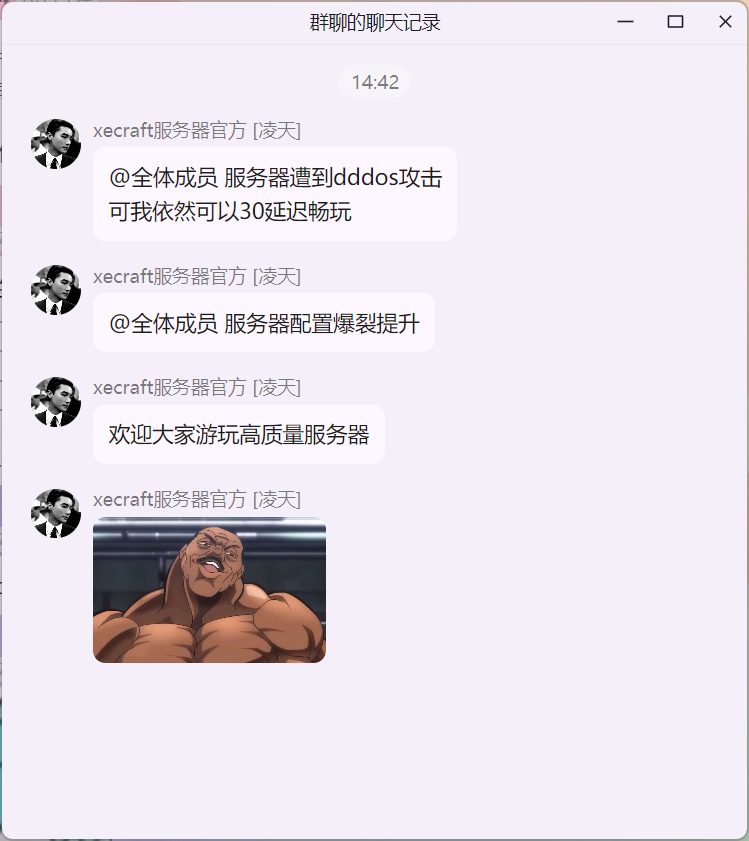 群聊的聊天记录
14:42
xecraft服务器官方 [凌天]
@全体成员 服务器遭到dddos攻击
可我依然可以30延迟畅玩
xecraft服务器官方 [凌天]
@全体成员 服务器配置爆裂提升
xecraft服务器官方 [凌天]
欢迎大家游玩高质量服务器
xecraft服务器官方 [凌天]